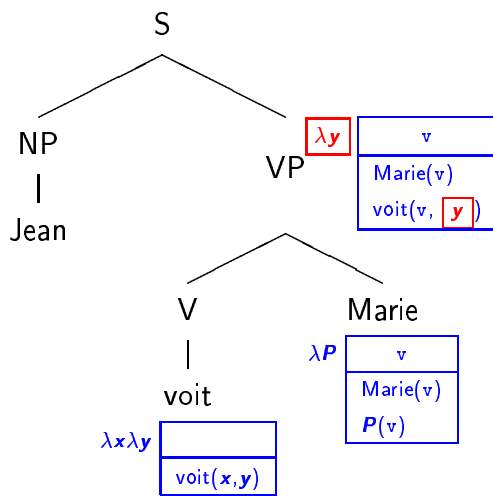 S
NP
VP
λy
v
Marie(v)
voit(v, y)
Jean
V
Marie
λP
v
Marie(v)
P(v)
voit
λxλy
voit(x,y)